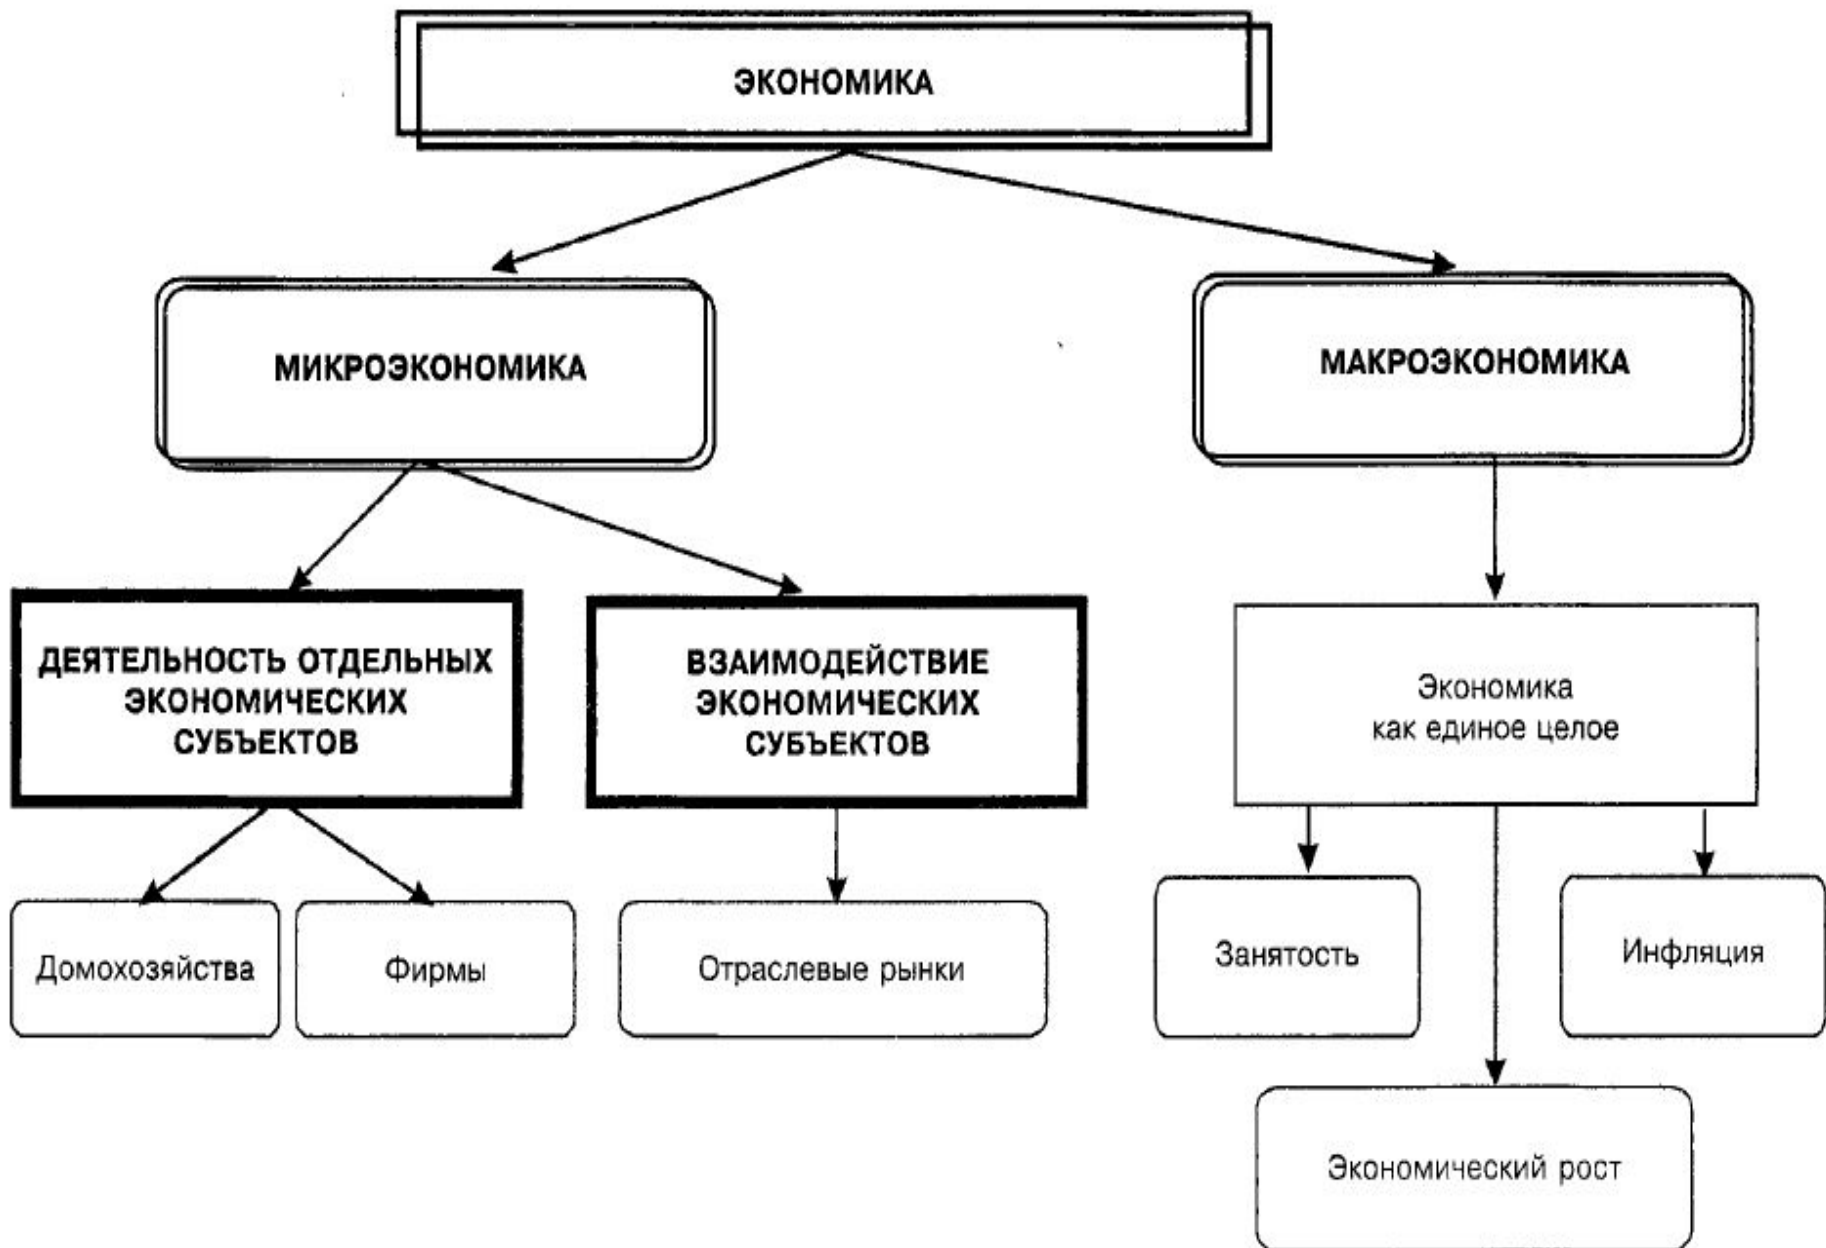 ЭКОНОМИКА
МИКРОЭКОНОМИКА
МАКРОЭКОНОМИКА
ДЕЯТЕЛЬНОСТЬ ОТДЕЛЬНЫХ
ЭКОНОМИЧЕСКИХ
СУБЪЕКТОВ
ВЗАИМОДЕЙСТВИЕ
ЭКОНОМИЧЕСКИХ
СУБЪЕКТОВ
Экономика
как единое целое
Домохозяйства
Фирмы
Отраслевые рынки
Занятость
Инфляция
Экономический рост